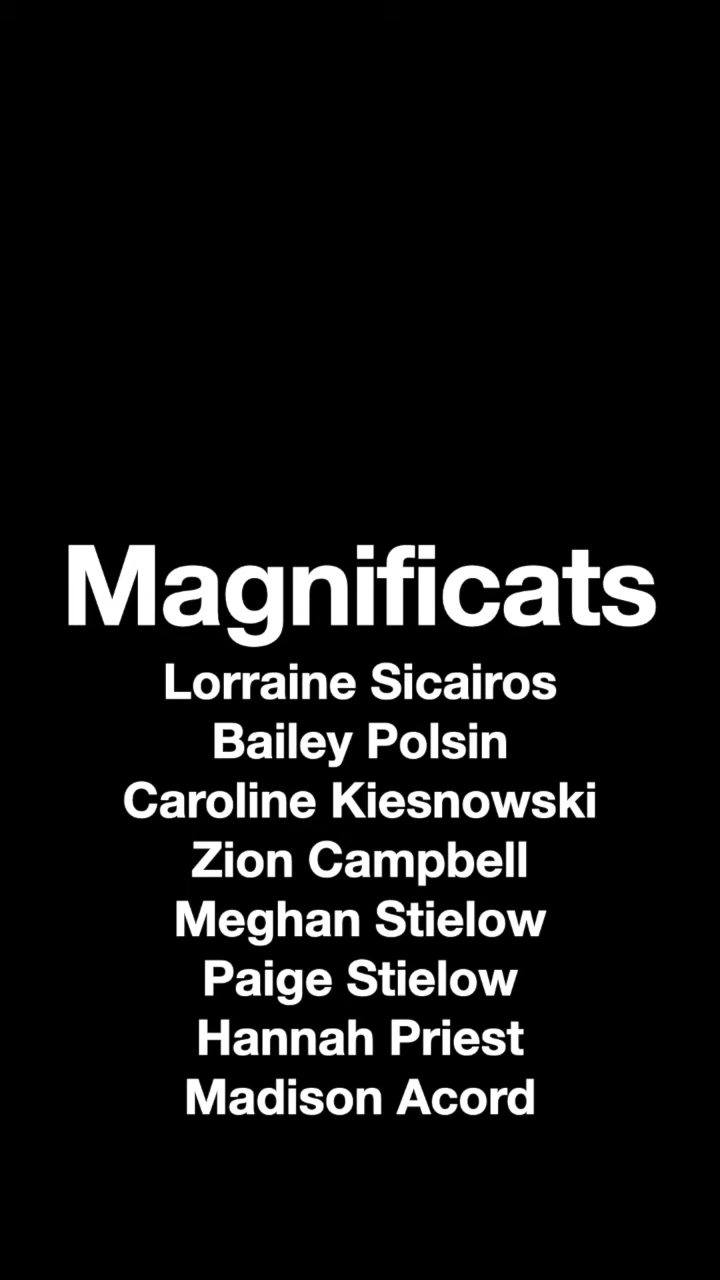 Magnificats
Lorraine Sicairos
Bailey Polsin
Caroline Kiesnowski
Zion Campbell
Meghan Stielow
Paige Stielow
Hannah Priest
Madison Acord